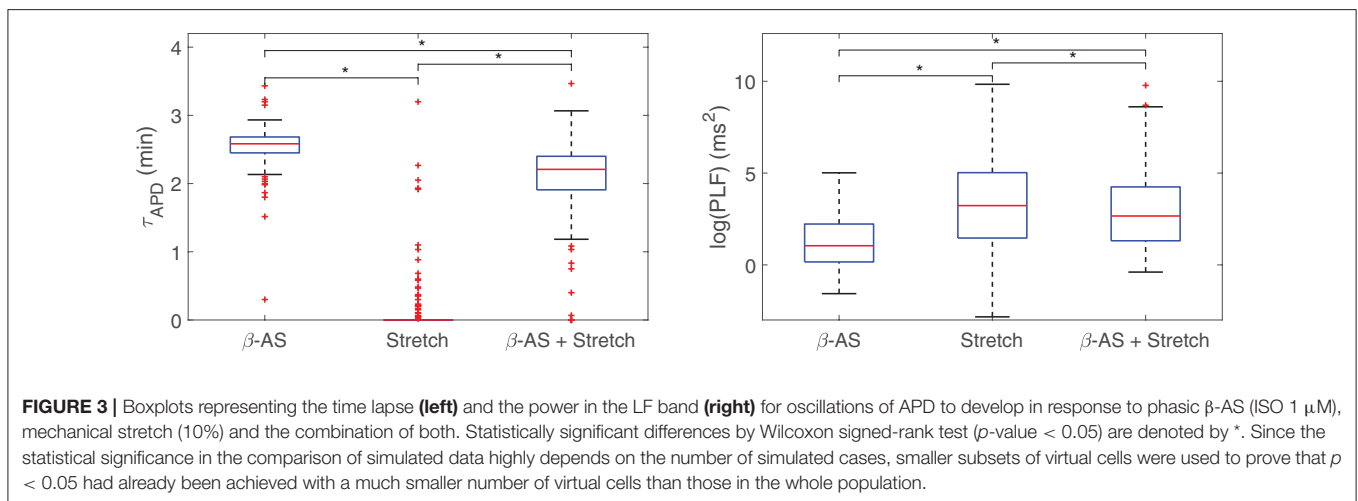 4
3
2
1
0
τAPD (min)
* * *
β-AS Stretch β-AS + Stretch
10
5
0
log(PLF) (ms²)
* * *
β-AS Stretch β-AS + Stretch
FIGURE 3 | Boxplots representing the time lapse (left) and the power in the LF band (right) for oscillations of APD to develop in response to phasic β-AS (ISO 1 μM),
mechanical stretch (10%) and the combination of both. Statistically significant differences by Wilcoxon signed-rank test (p-value < 0.05) are denoted by *. Since the
statistical significance in the comparison of simulated data highly depends on the number of simulated cases, smaller subsets of virtual cells were used to prove that p
< 0.05 had already been achieved with a much smaller number of virtual cells than those in the whole population.